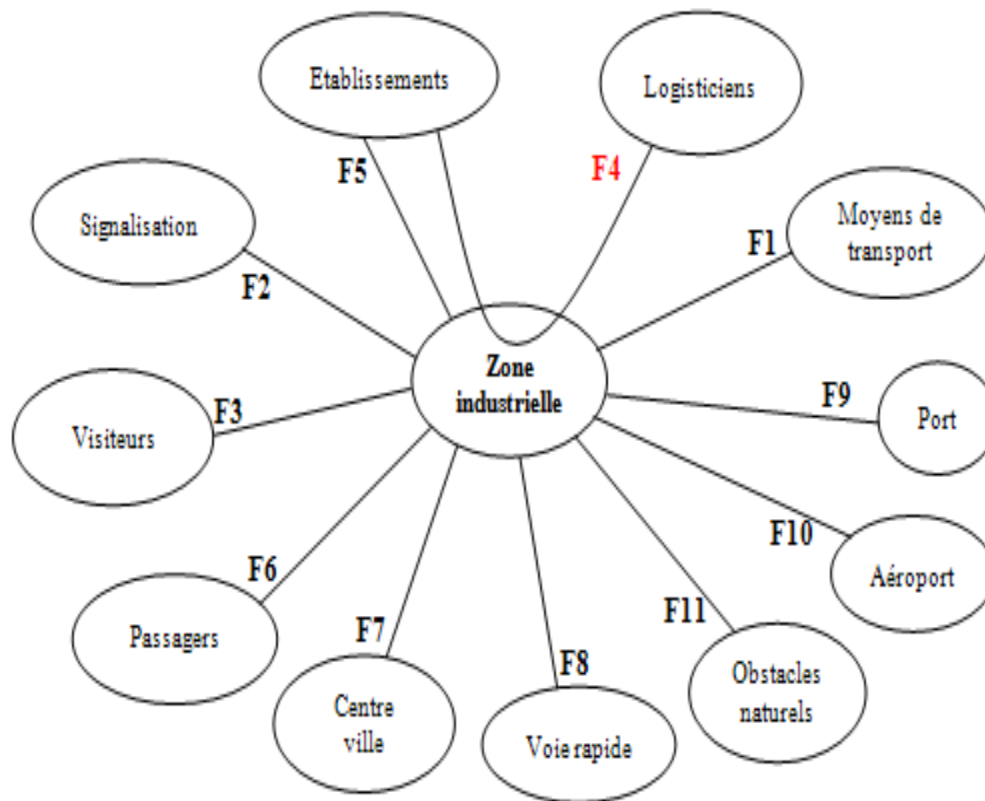 Etablissements
Logisticiens
F5
F4
Signalisation
Moyens de
transport
F1
F2
Zone
industrielle
F9
Port
F3
Visiteurs
F10
Aéroport
F6
Passagers
F7
F11
Centre
ville
F8
Voie rapide
Obstacles
naturels